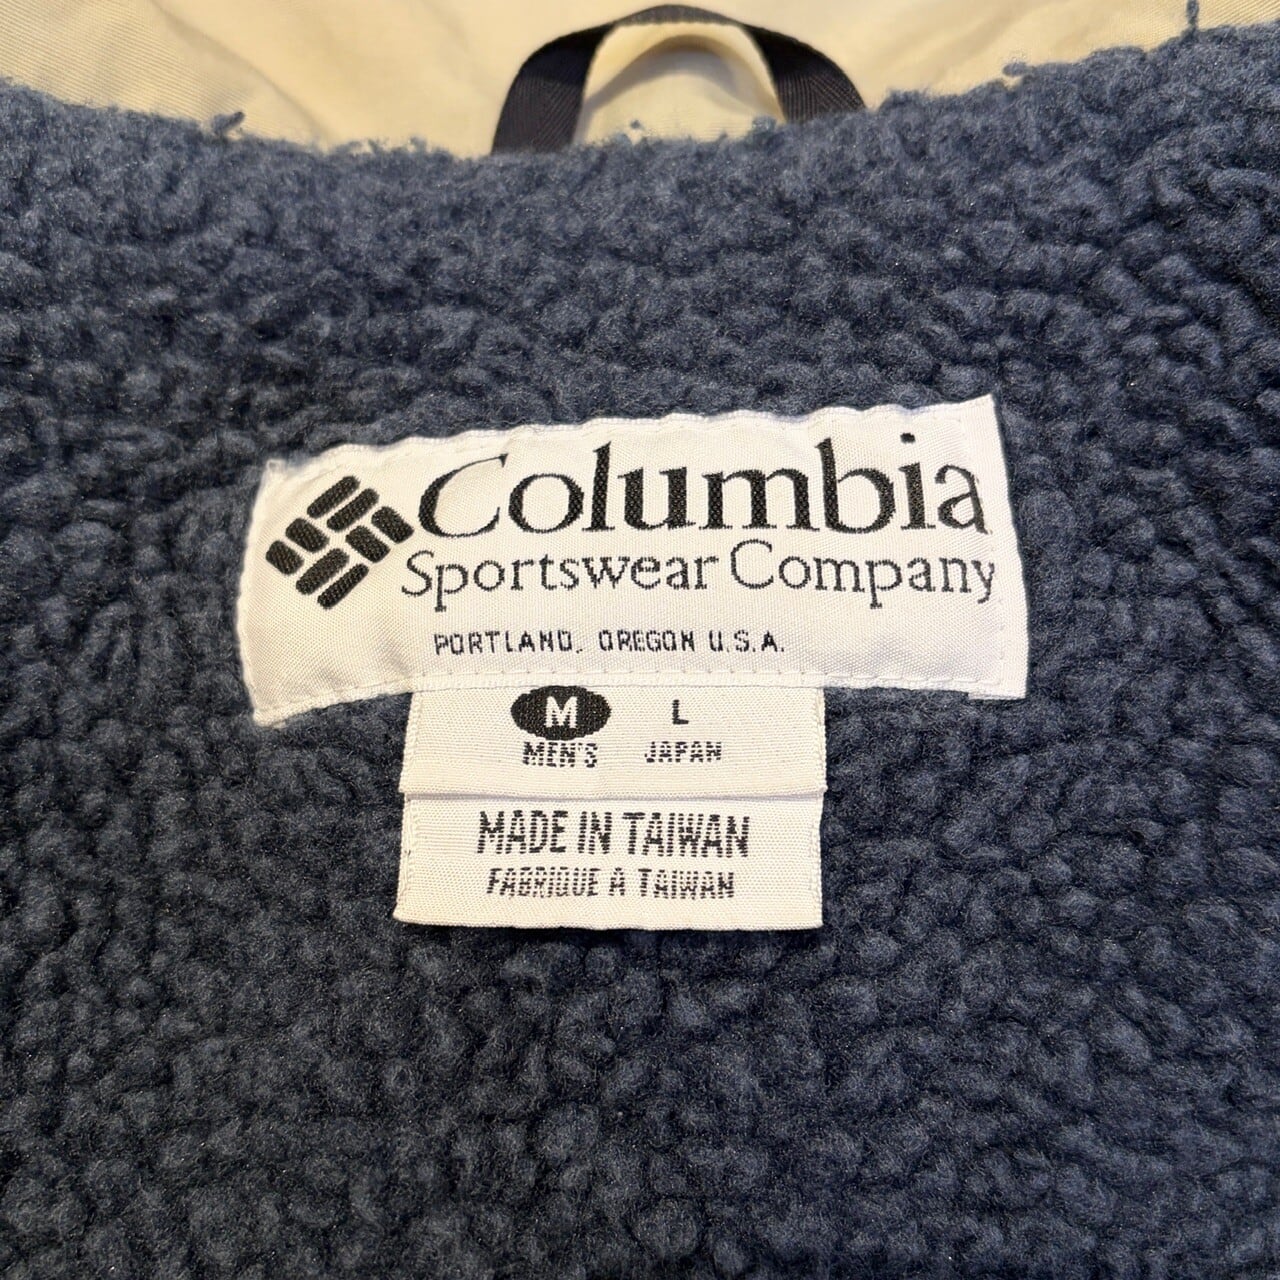 Columbia
Sportswear Company
PORTLAND, OREGON U.S.A.
M L
MEN'S JAPAN
MADE IN TAIWAN
FABRIQUE A TAIWAN